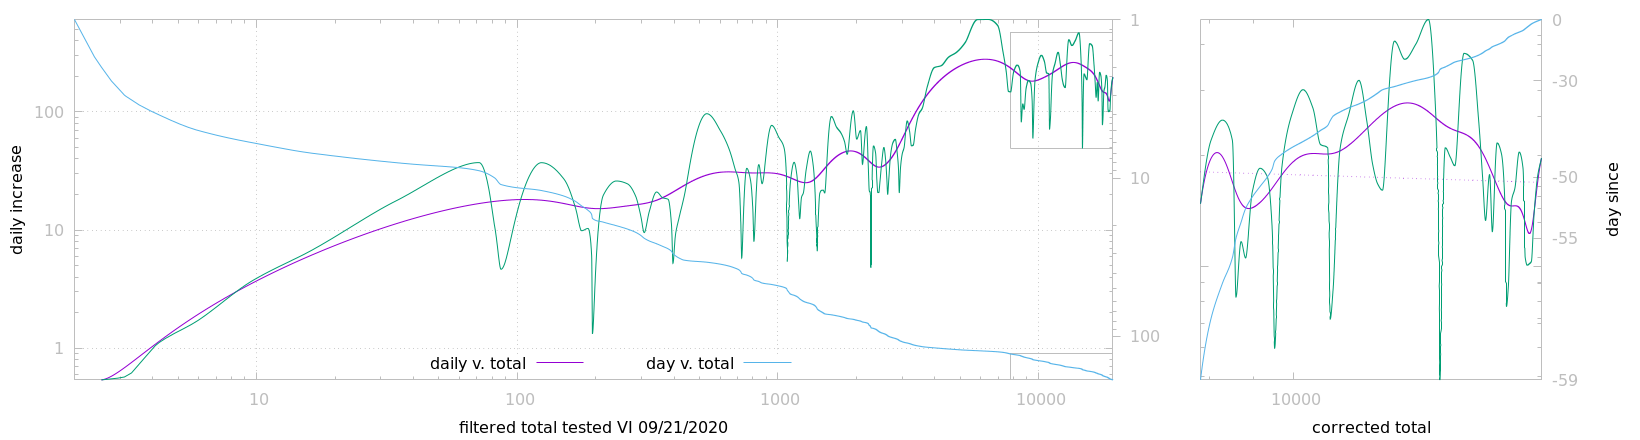 1
0
100
-30
daily increase
10
-50
day since
10
-55
100
1
daily v. total
day v. total
-59
10
100
1000
10000
10000
filtered total tested VI 09/21/2020
corrected total